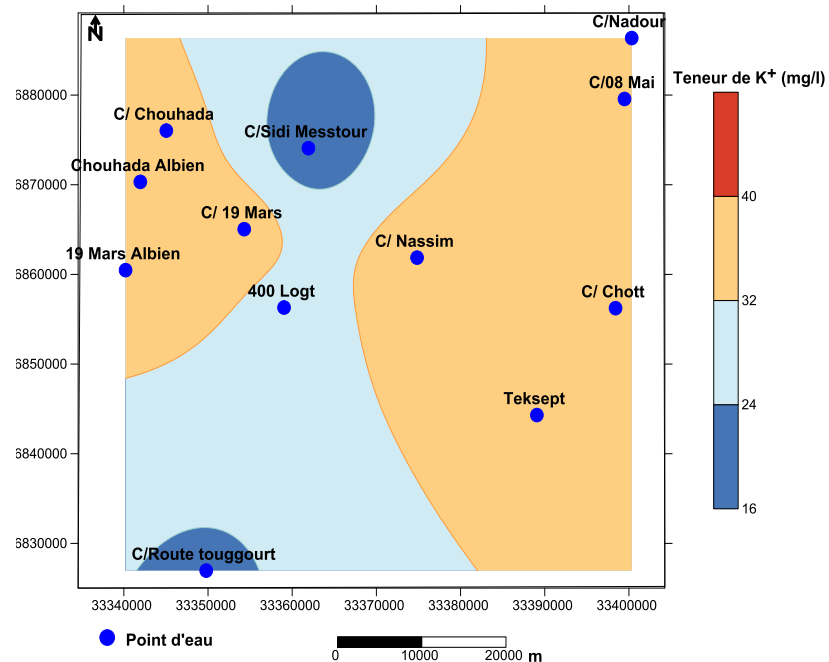 N
C/Nadour
C/08 Mai
Teneur de K+ (mg/l)
C/ Chouhada
C/Sidi Messtour
Chouhada Albien
C/ 19 Mars
C/ Nassim
19 Mars Albien
400 Logt
C/ Chott
Teksept
C/Route touggourt
6880000
6870000
6860000
6850000
6840000
6830000
40
32
24
16
33340000 33350000 33360000 33370000 33380000 33390000 33400000
Point d'eau
0 10000 20000 m